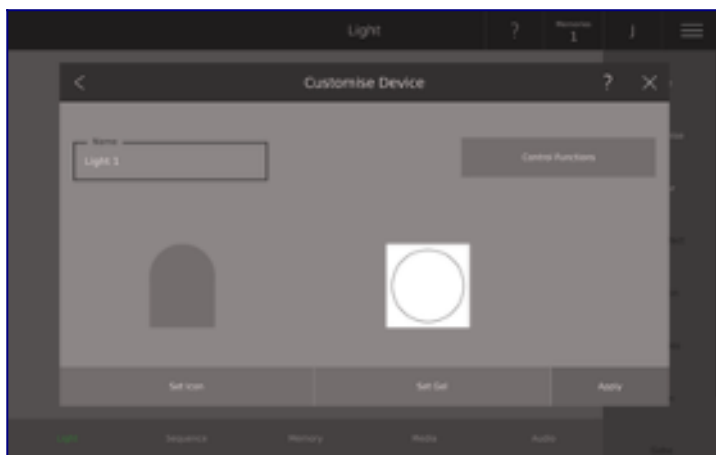 Light
?
Memories
1
J
Customise Device
?
Name
Light 1
Control Functions
Set Icon
Set Gel
Apply
Light
Sequence
Memory
Media
Audio